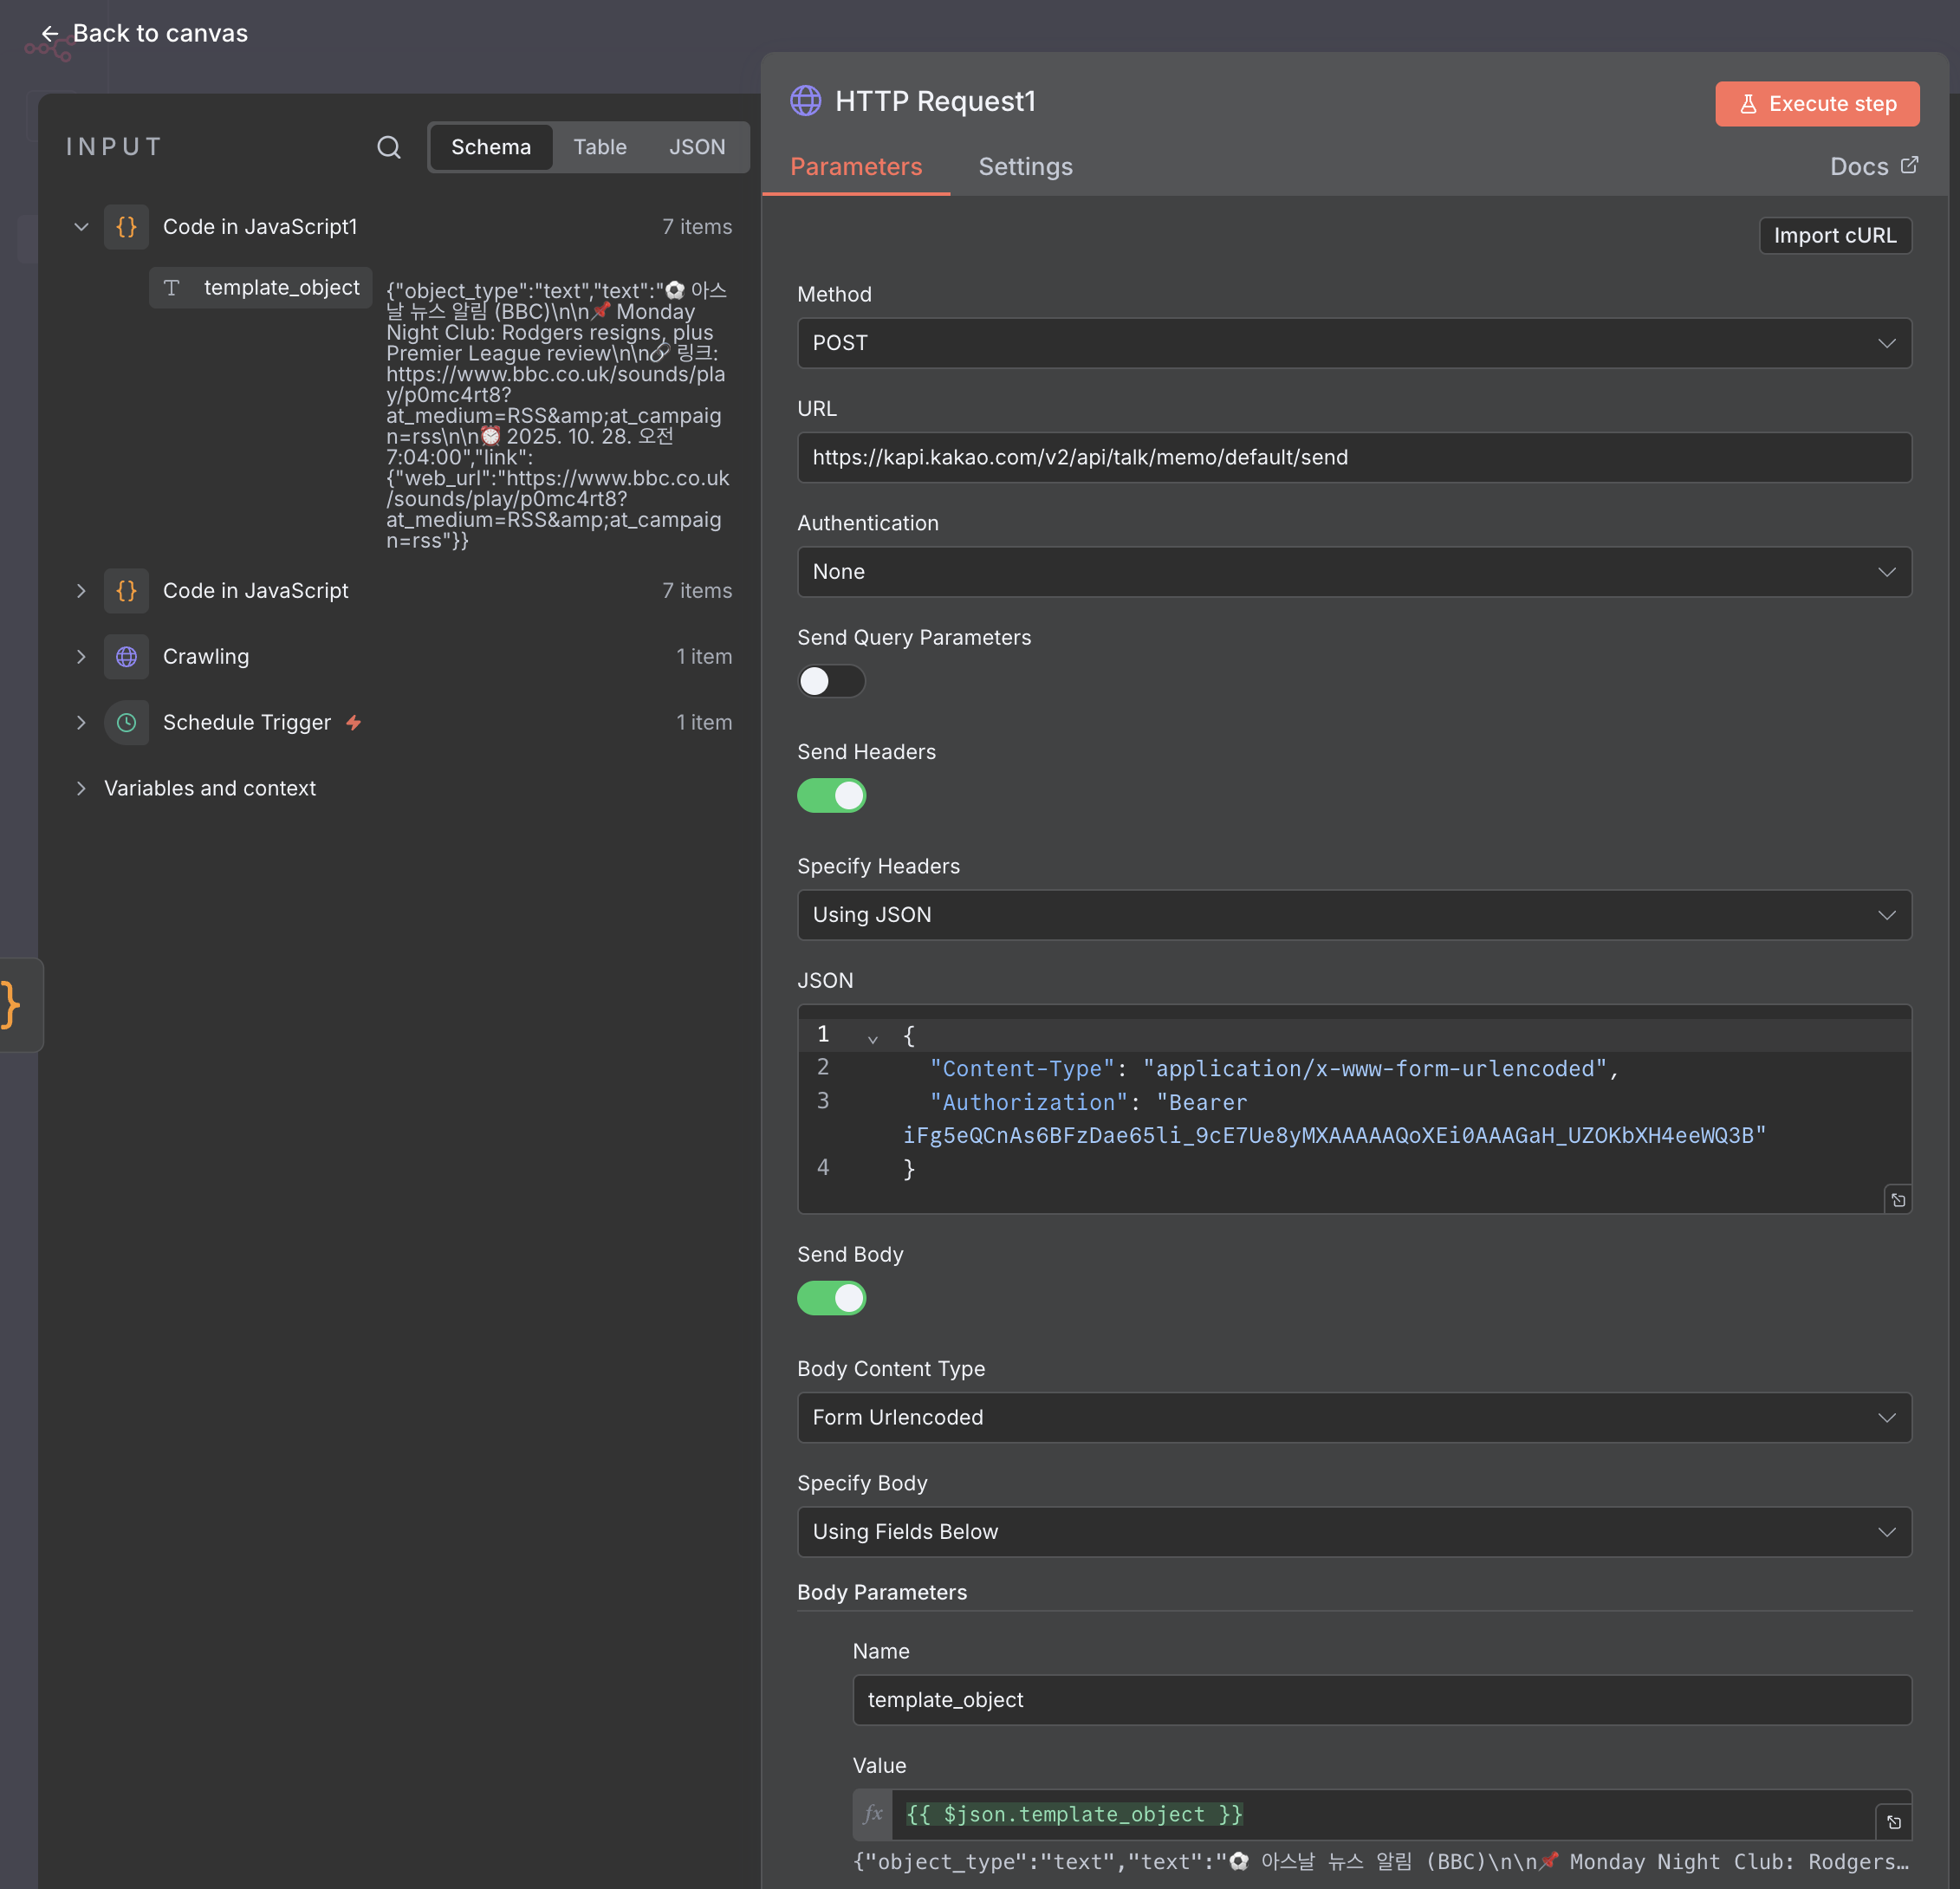 Back to canvas
INPUT
Schema
Table
JSON
Code in JavaScript1
7 items
template_object
{"object_type":"text","text":"⚽ 아스
날 뉴스 알림 (BBC)\n\n📌 Monday
Night Club: Rodgers resigns, plus
Premier League review\n\n🔗 링크:
https://www.bbc.co.uk/sounds/pla
y/p0mc4rt8?
at_medium=RSS&amp;at_campaig
n=rss\n\n⏰ 2025. 10. 28. 오전
7:04:00","link":
{"web_url":"https://www.bbc.co.uk
/sounds/play/p0mc4rt8?
at_medium=RSS&amp;at_campaig
n=rss"}}
Code in JavaScript
7 items
Crawling
1 item
Schedule Trigger
1 item
Variables and context
HTTP Request1
Execute step
Parameters
Settings
Docs
Import cURL
Method
POST
URL
https://kapi.kakao.com/v2/api/talk/memo/default/send
Authentication
None
Send Query Parameters
Send Headers
Specify Headers
Using JSON
JSON
1 {
2 "Content-Type": "application/x-www-form-urlencoded",
3 "Authorization": "Bearer
iFg5eQCnAs6BFzDae65li_9cE7Ue8yMXAAAAAQoXEi0AAAGaH_UZOKbXH4eeWQ3B"
4 }
Send Body
Body Content Type
Form Urlencoded
Specify Body
Using Fields Below
Body Parameters
Name
template_object
Value
fx {{ $json.template_object }}
{"object_type":"text","text":"⚽ 아스날 뉴스 알림 (BBC)\n\n📌 Monday Night Club: Rodgers…